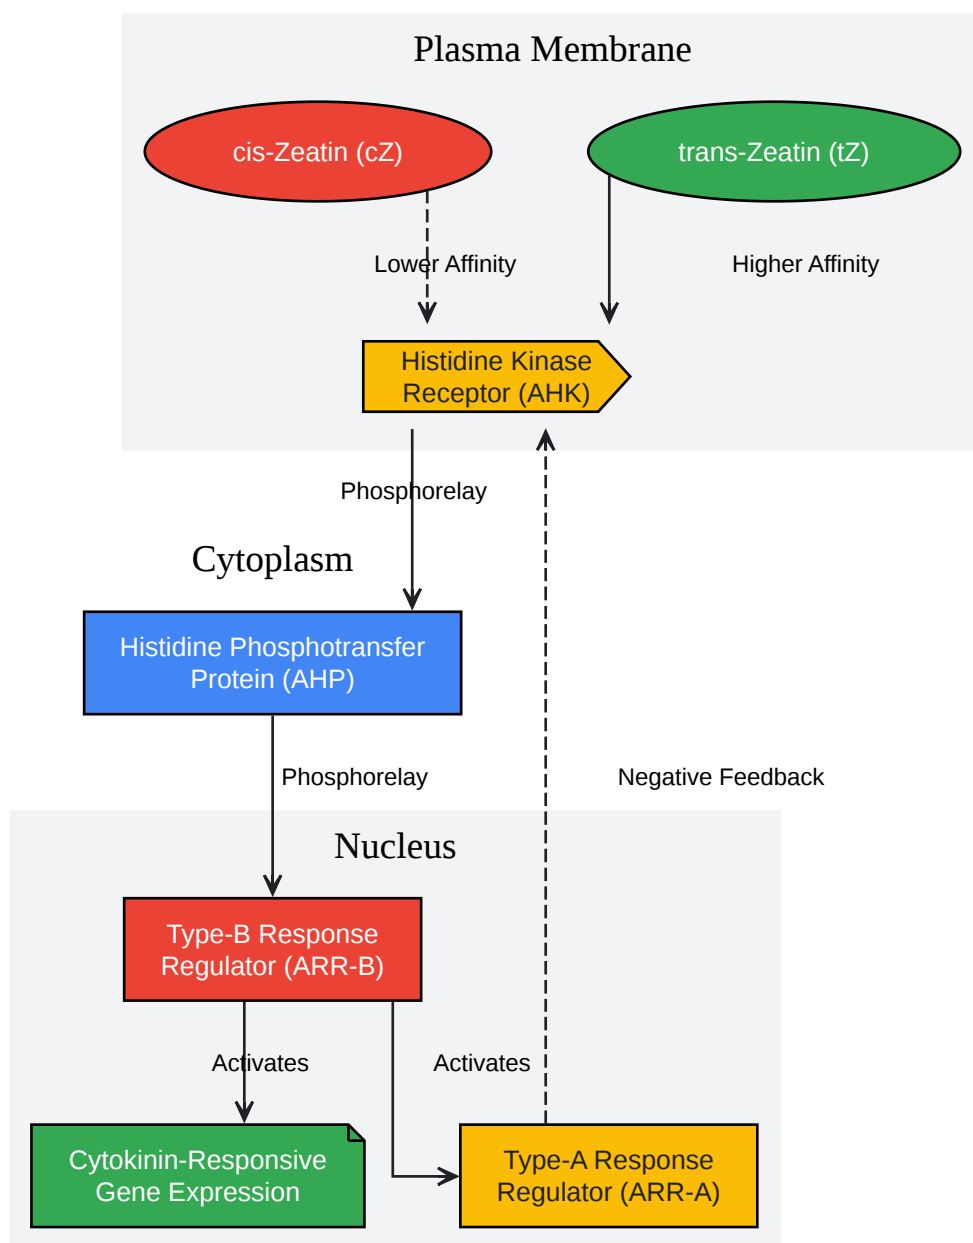 Plasma Membrane
cis-Zeatin (cZ)
trans-Zeatin (tZ)
Lower Affinity
Higher Affinity
Histidine Kinase
Receptor (AHK)
Phosphorelay
Cytoplasm
Histidine Phosphotransfer
Protein (AHP)
Phosphorelay
Negative Feedback
Nucleus
Type-B Response
Regulator (ARR-B)
Activates
Activates
Cytokinin-Responsive
Gene Expression
Type-A Response
Regulator (ARR-A)